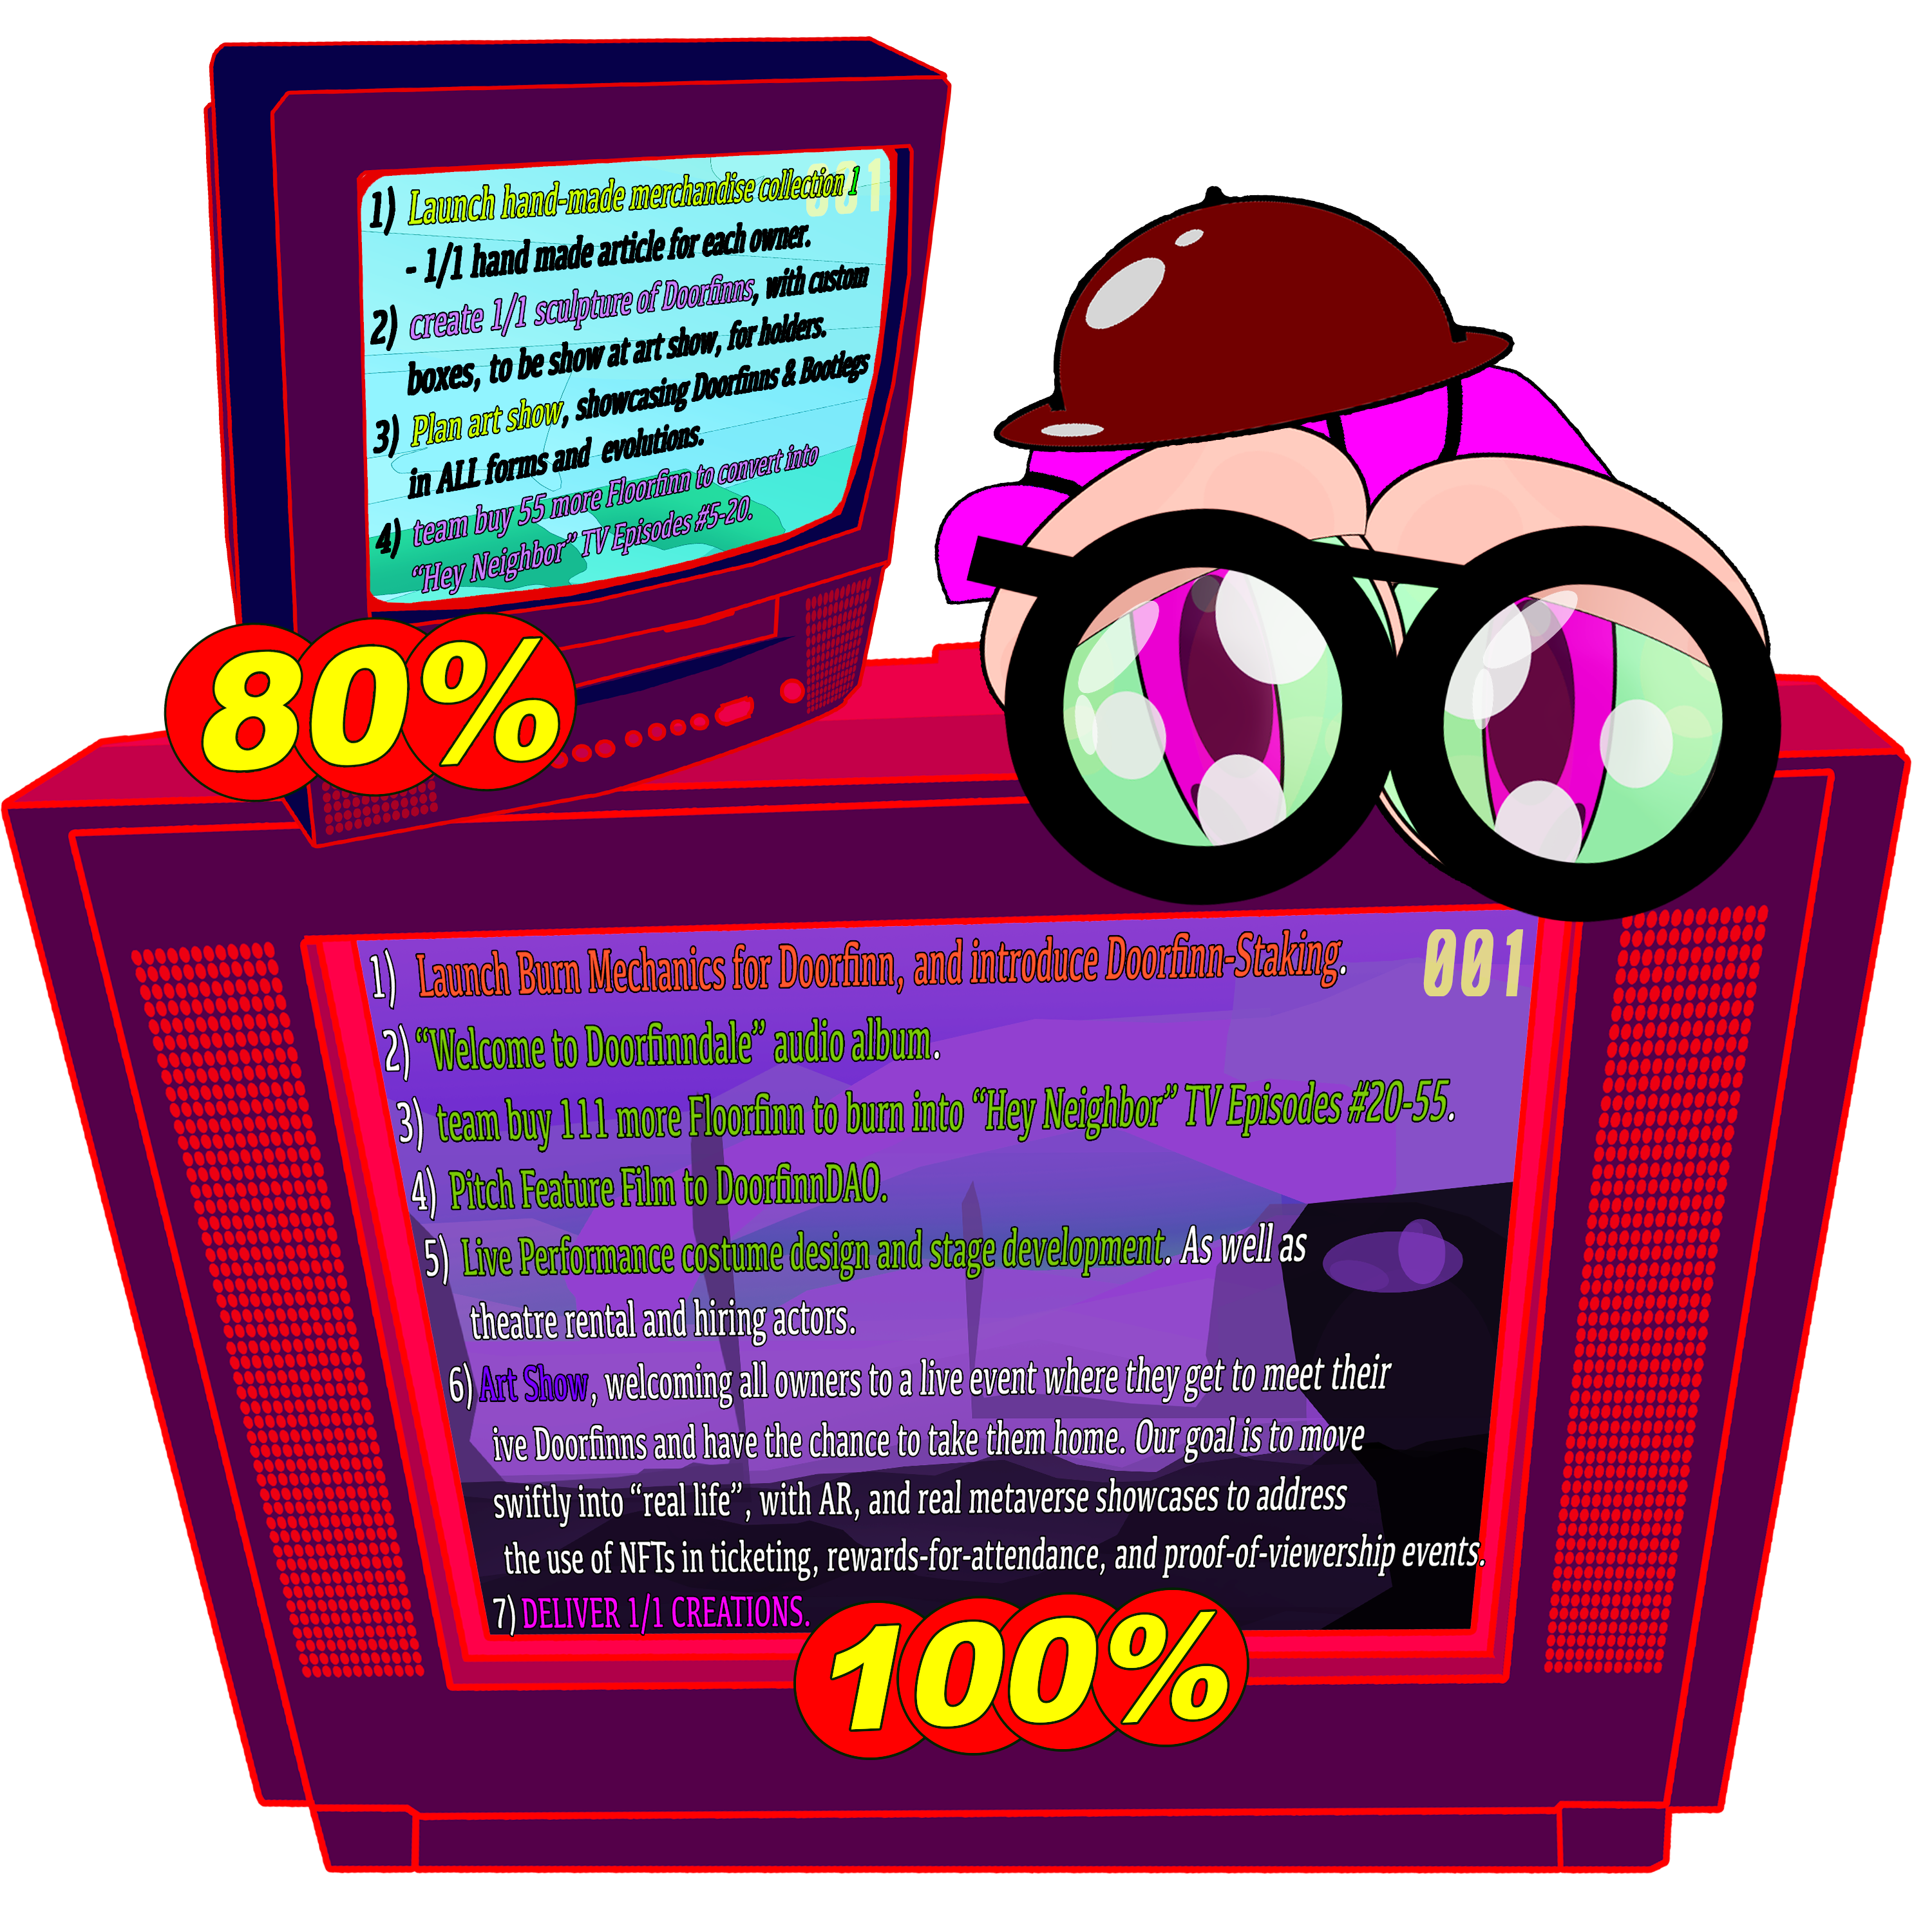 001
1) Launch hand-made merchandise collection 1
- 1/1 hand made article for each owner.
2) create 1/1 sculpture of Doorfinns, with custom
boxes, to be show at art show, for holders.
3) Plan art show, showcasing Doorfinns & Bootlegs
in ALL forms and evolutions.
4) team buy 55 more Floorfinn to convert into
“Hey Neighbor” TV Episodes #5-20.
80%
001
1) Launch Burn Mechanics for Doorfinn, and introduce Doorfinn-Staking.
2) “Welcome to Doorfinndale” audio album.
3) team buy 111 more Floorfinn to burn into “Hey Neighbor” TV Episodes #20-55.
4) Pitch Feature Film to DoorfinnDAO.
5) Live Performance costume design and stage development. As well as
theatre rental and hiring actors.
6) Art Show, welcoming all owners to a live event where they get to meet their
ive Doorfinns and have the chance to take them home. Our goal is to move
swiftly into “real life”, with AR, and real metaverse showcases to address
the use of NFTs in ticketing, rewards-for-attendance, and proof-of-viewership events.
7) DELIVER 1/1 CREATIONS.
100%